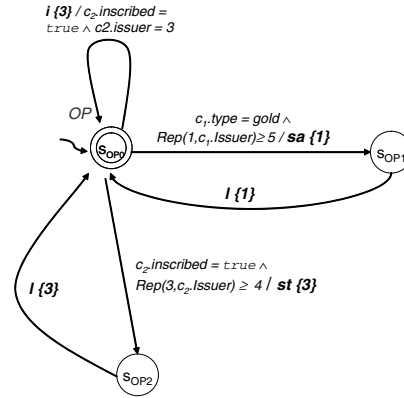 i {3} / c2.inscribed =
true ∧ c2.issuer = 3
OP
c1.type = gold ∧
Rep(1,c1.Issuer)≥ 5 / sa {1}
SOP0
SOP1
l {1}
c2.inscribed = true ∧
Rep(3,c2.Issuer) ≥ 4 / st {3}
l {3}
SOP2